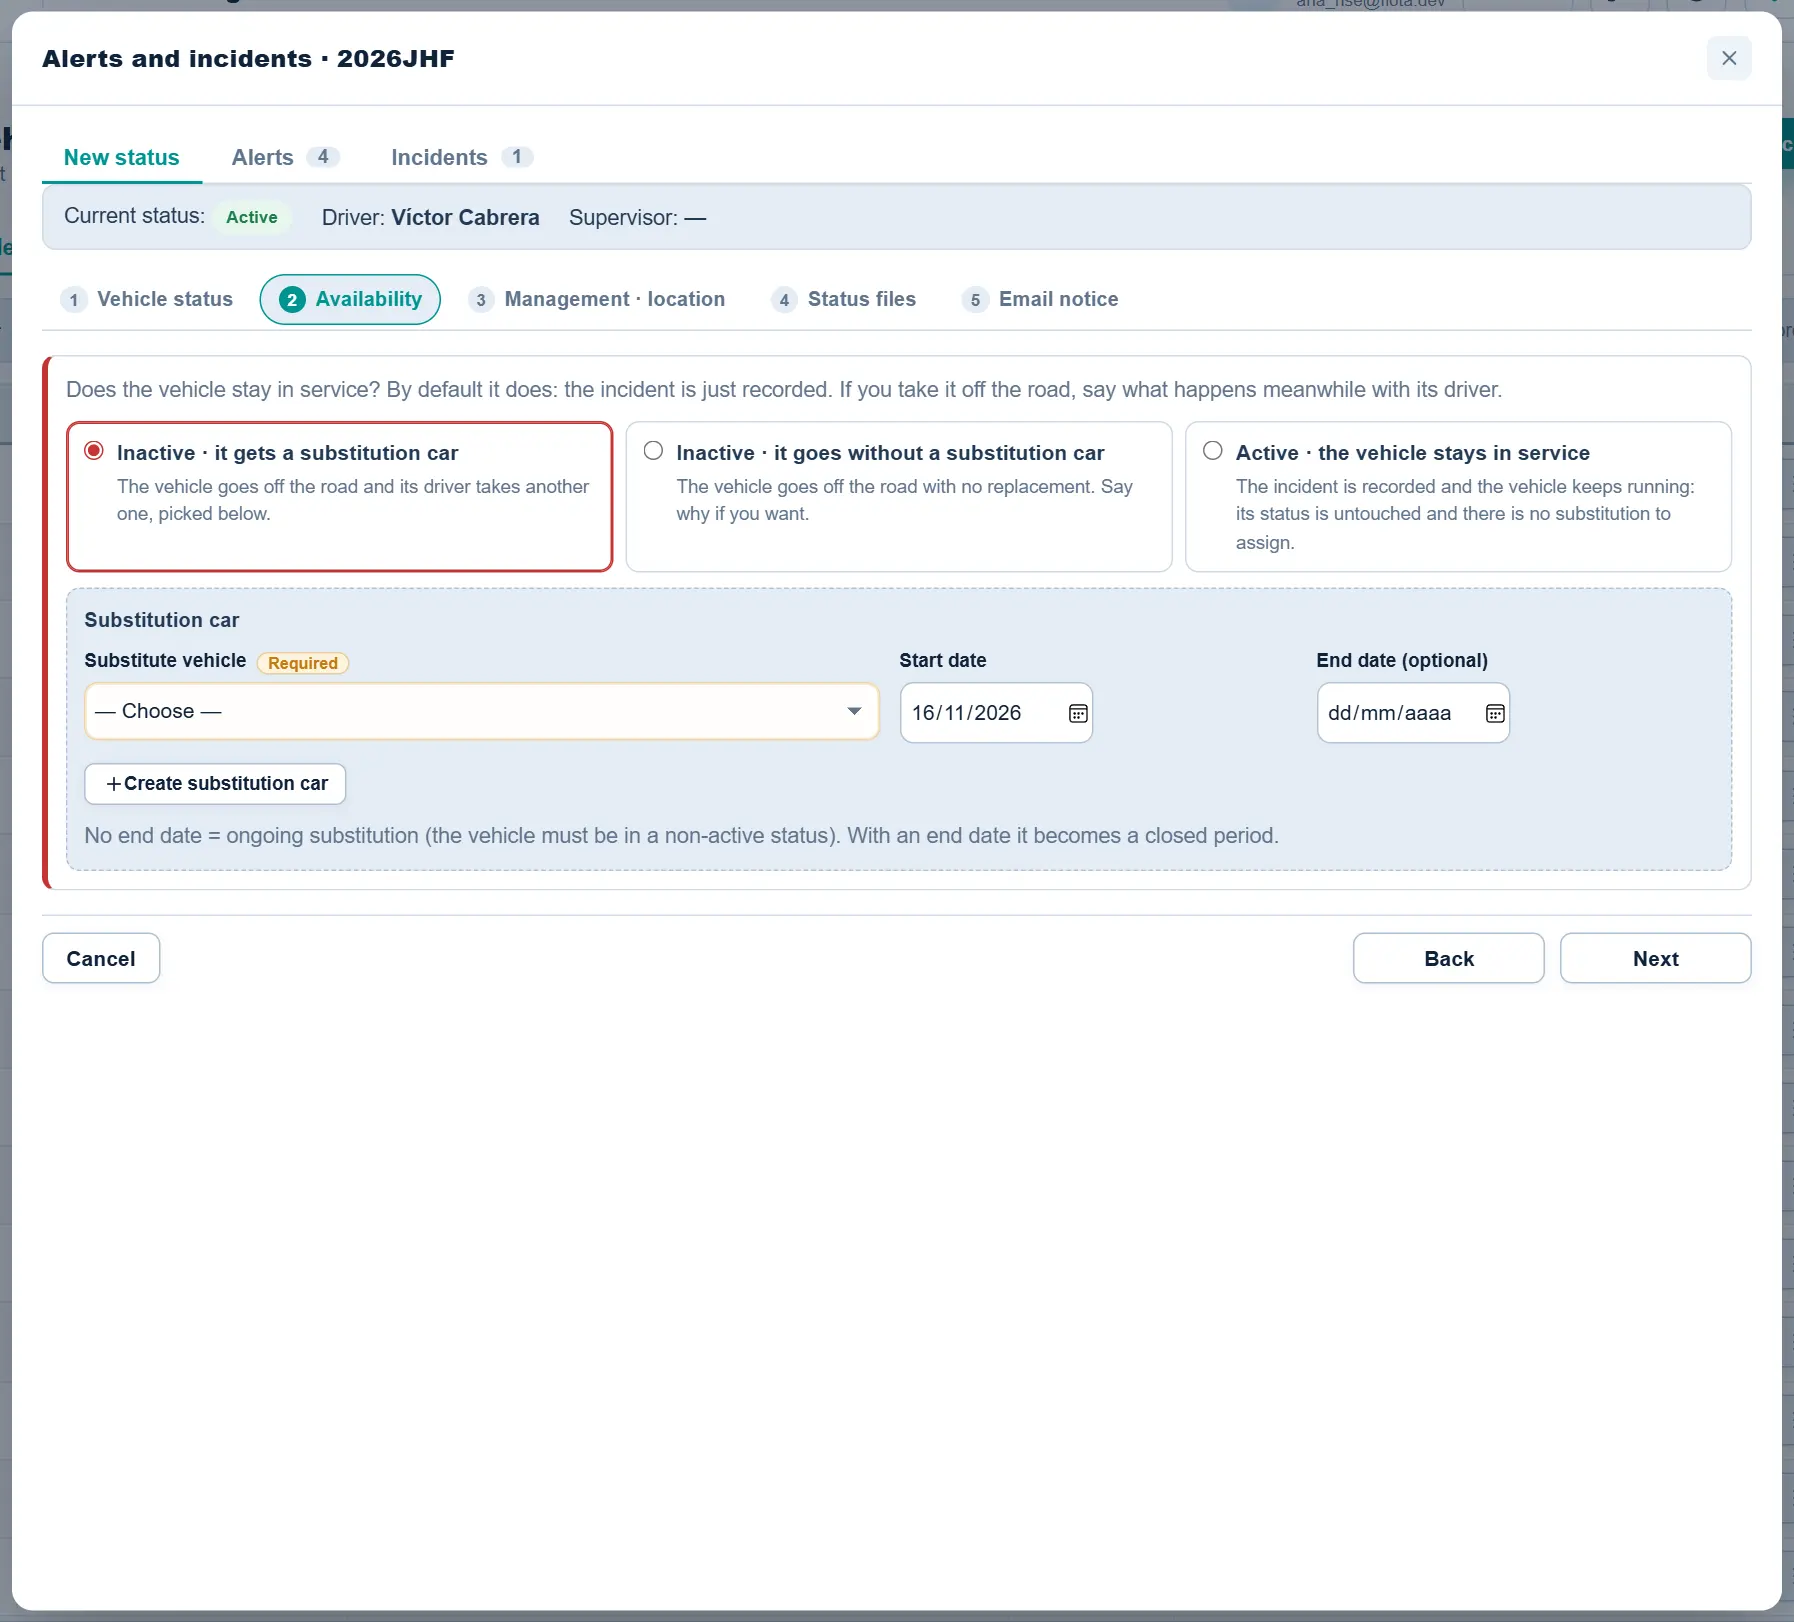 Alerts and incidents · 2026JHF
New status
Alerts 4
Incidents 1
Current status: Active Driver: Víctor Cabrera Supervisor: —
1 Vehicle status
2 Availability
3 Management · location
4 Status files
5 Email notice
Does the vehicle stay in service? By default it does: the incident is just recorded. If you take it off the road, say what happens meanwhile with its driver.
Inactive · it gets a substitution car
The vehicle goes off the road and its driver takes another
one, picked below.
Inactive · it goes without a substitution car
The vehicle goes off the road with no replacement. Say
why if you want.
Active · the vehicle stays in service
The incident is recorded and the vehicle keeps running:
its status is untouched and there is no substitution to
assign.
Substitution car
Substitute vehicle Required
— Choose —
Start date
16/11/2026
End date (optional)
dd/mm/aaaa
+Create substitution car
No end date = ongoing substitution (the vehicle must be in a non-active status). With an end date it becomes a closed period.
Cancel
Back
Next